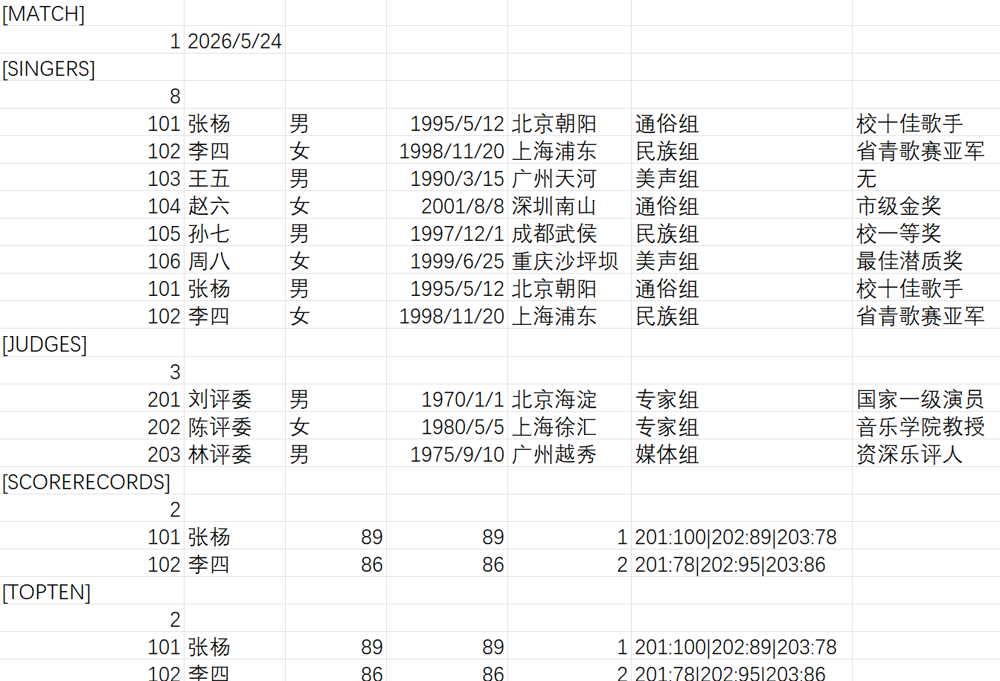 [MATCH]
1 2026/5/24
[SINGERS]
8
101 张杨 男 1995/5/12 北京朝阳 通俗组 校十佳歌手
102 李四 女 1998/11/20 上海浦东 民族组 省青歌赛亚军
103 王五 男 1990/3/15 广州天河 美声组 无
104 赵六 女 2001/8/8 深圳南山 通俗组 市级金奖
105 孙七 男 1997/12/1 成都武侯 民族组 校一等奖
106 周八 女 1999/6/25 重庆沙坪坝 美声组 最佳潜质奖
101 张杨 男 1995/5/12 北京朝阳 通俗组 校十佳歌手
102 李四 女 1998/11/20 上海浦东 民族组 省青歌赛亚军
[JUDGES]
3
201 刘评委 男 1970/1/1 北京海淀 专家组 国家一级演员
202 陈评委 女 1980/5/5 上海徐汇 专家组 音乐学院教授
203 林评委 男 1975/9/10 广州越秀 媒体组 资深乐评人
[SCORERECORDS]
2
101 张杨 89 89 1 201:100|202:89|203:78
102 李四 86 86 2 201:78|202:95|203:86
[TOPTEN]
2
101 张杨 89 89 1 201:100|202:89|203:78
102 李四 86 86 2 201:78|202:95|203:86